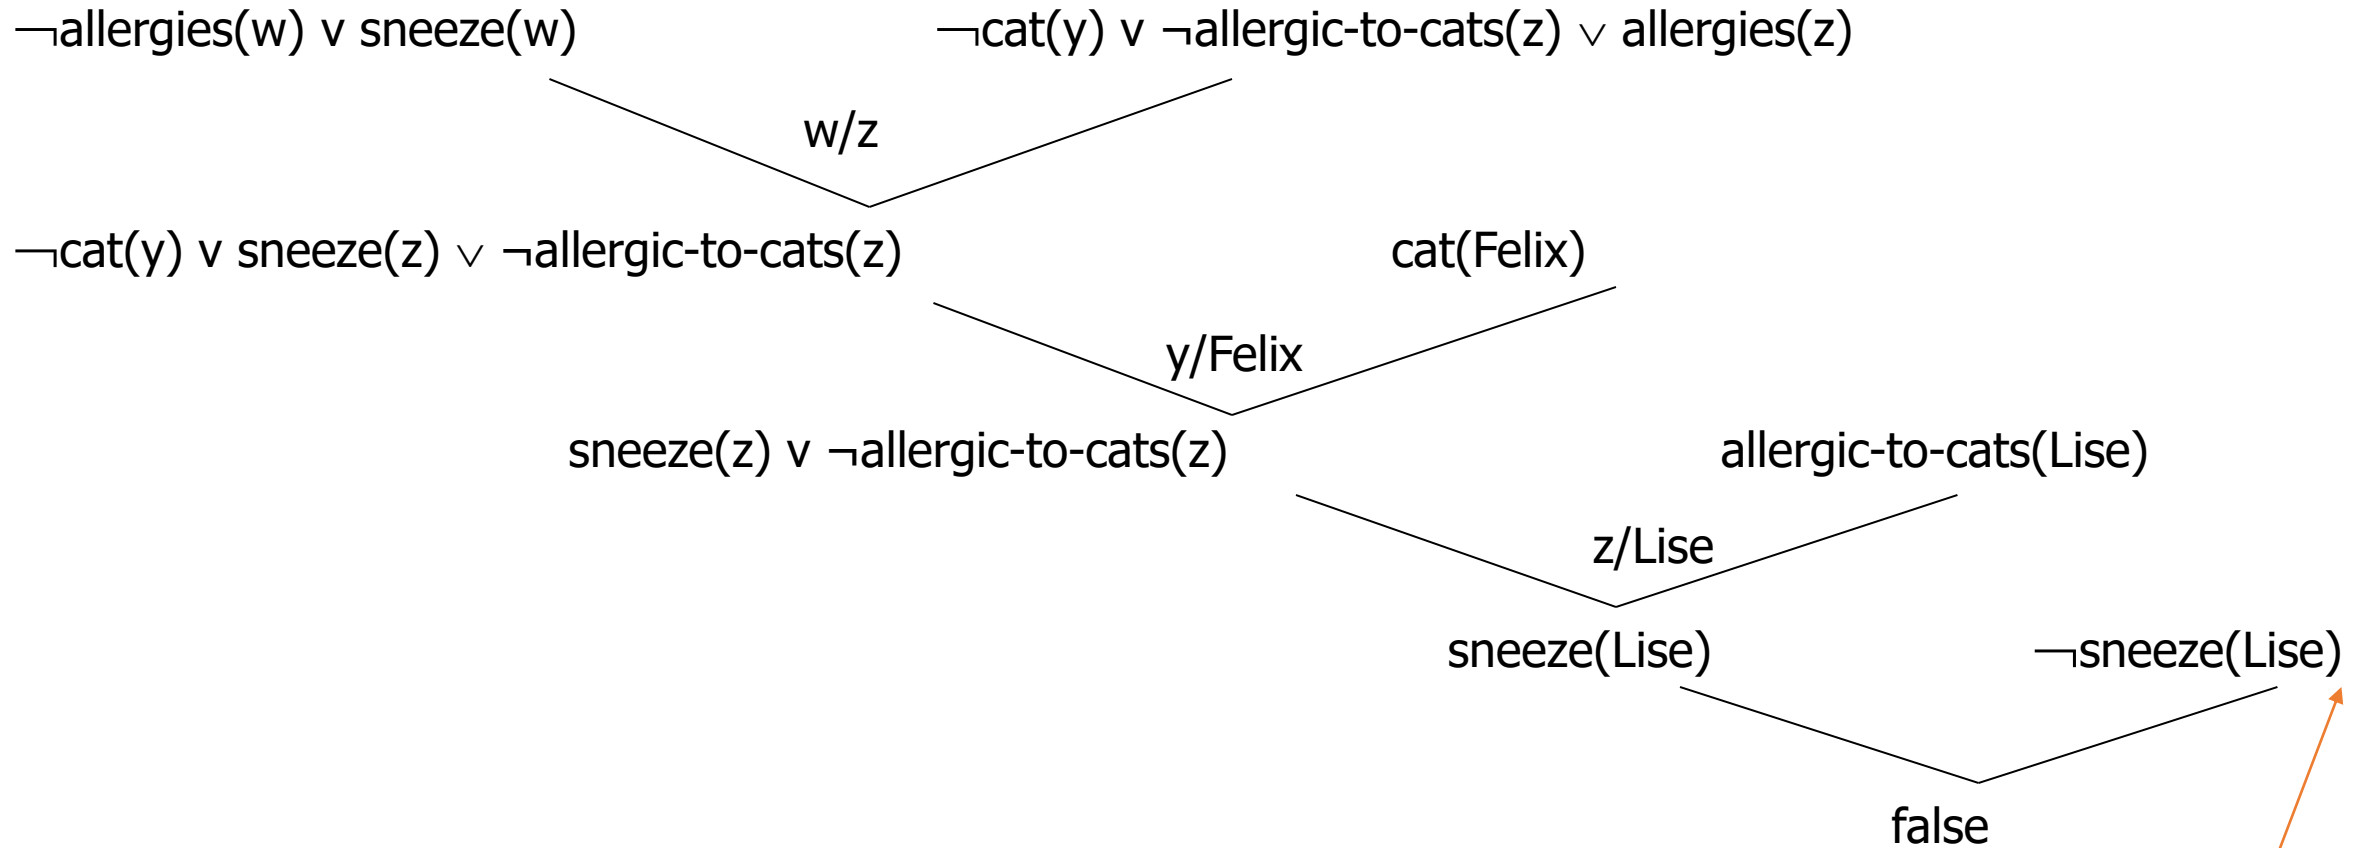 ¬allergies(w) v sneeze(w) ¬cat(y) v ¬allergic-to-cats(z) ∨ allergies(z)
w/z
¬cat(y) v sneeze(z) ∨ ¬allergic-to-cats(z) cat(Felix)
y/Felix
sneeze(z) v ¬allergic-to-cats(z) allergic-to-cats(Lise)
z/Lise
sneeze(Lise) ¬sneeze(Lise)
false